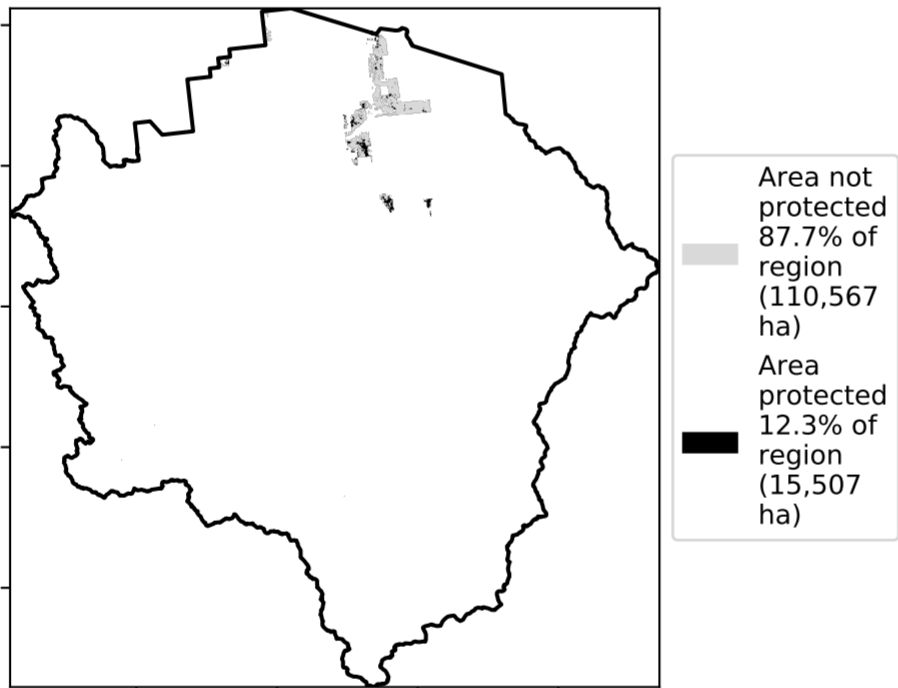 Area not
protected
87.7% of
region
(110,567
ha)
Area
protected
12.3% of
region
(15,507
ha)